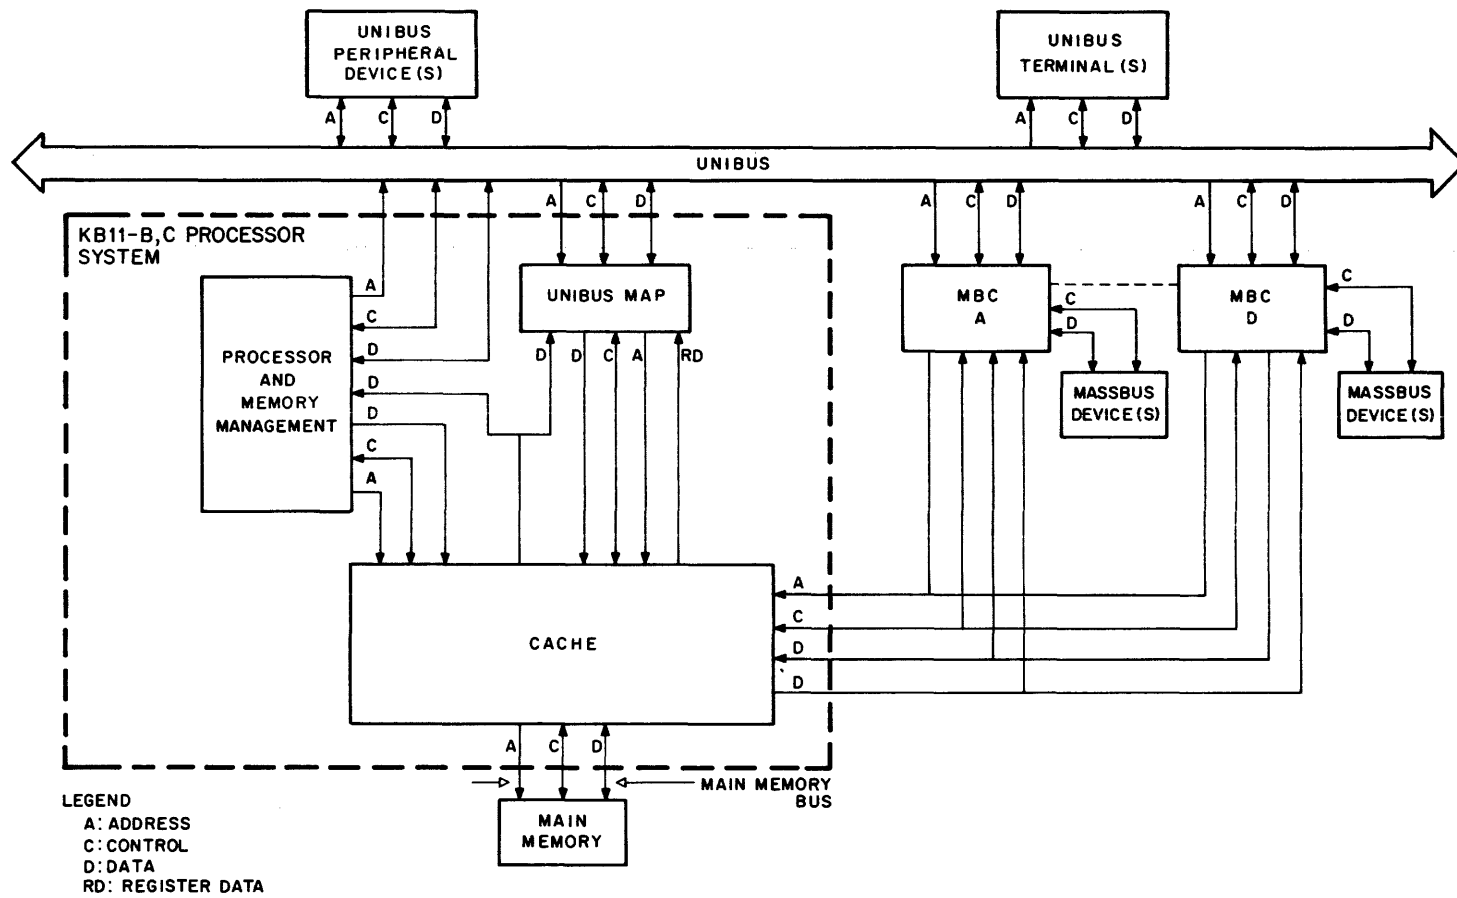 UNIBUS
PERIPHERAL
DEVICE(S)
UNIBUS
TERMINAL(S)
A C D
A C D
UNIBUS
A C D
A C D
A C D
KB11-B,C PROCESSOR
SYSTEM
A
C
D
D
D
C
A
PROCESSOR
AND
MEMORY
MANAGEMENT
UNIBUS MAP
D D C A RD
MBC
A
C
D
MBC
D
C
D
MASSBUS
DEVICE(S)
MASSBUS
DEVICE(S)
CACHE
A
C
D
D
A C D
MAIN MEMORY
BUS
MAIN
MEMORY
LEGEND
A: ADDRESS
C: CONTROL
D: DATA
RD: REGISTER DATA